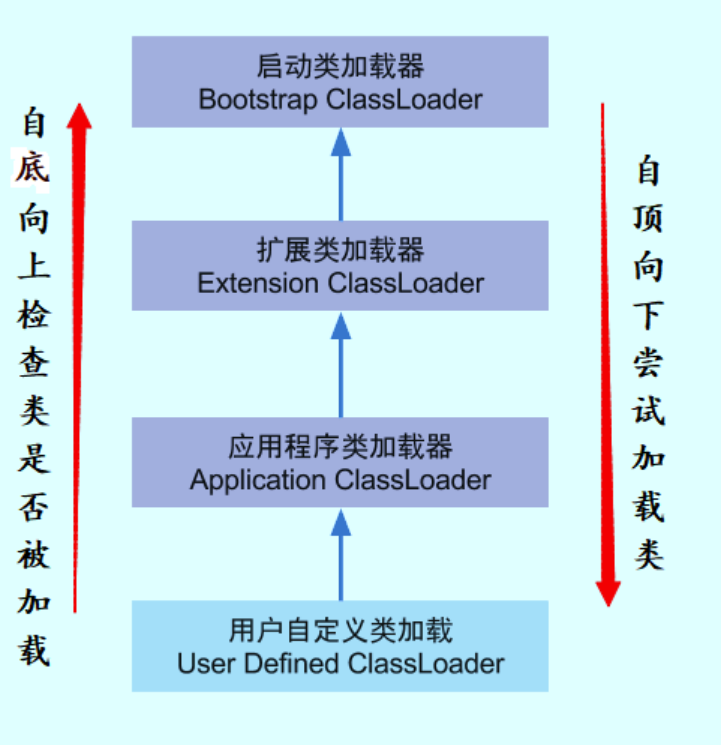 启动类加载器
Bootstrap ClassLoader
自底向上检查类是否被加载
自顶向下尝试加载类
扩展类加载器
Extension ClassLoader
应用程序类加载器
Application ClassLoader
用户自定义类加载
User Defined ClassLoader